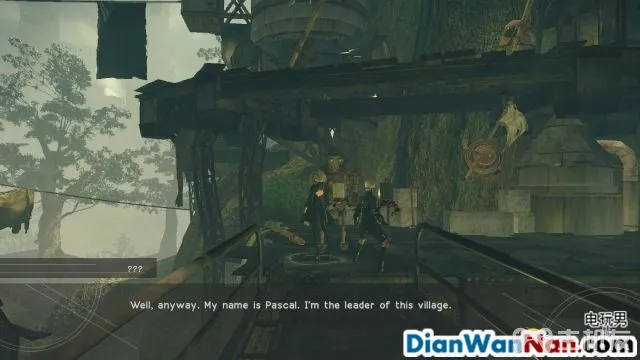 ???
Well, anyway. My name is Pascal. I'm the leader of this village.
电玩男
DianWanNan.com